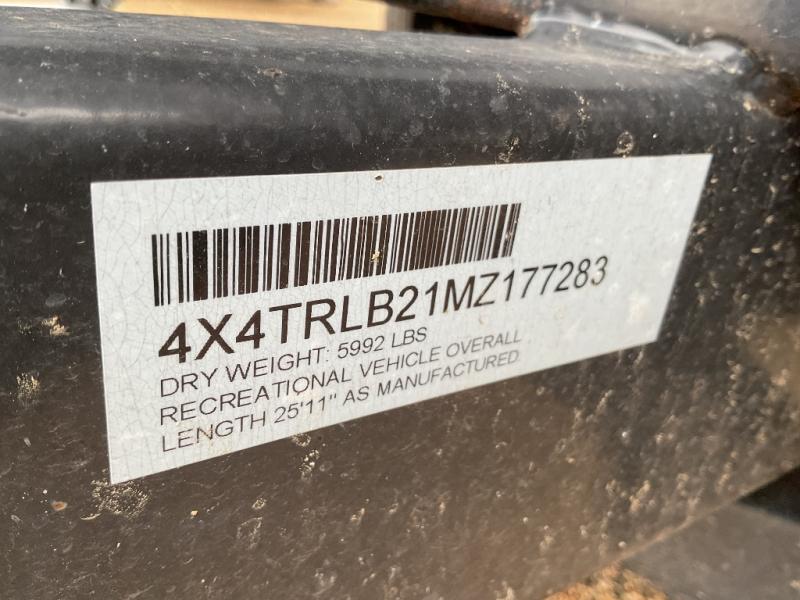 4X4TRLB21MZ177283
DRY WEIGHT: 5992 LBS
RECREATIONAL VEHICLE OVERALL
LENGTH 25'11" AS MANUFACTURED.